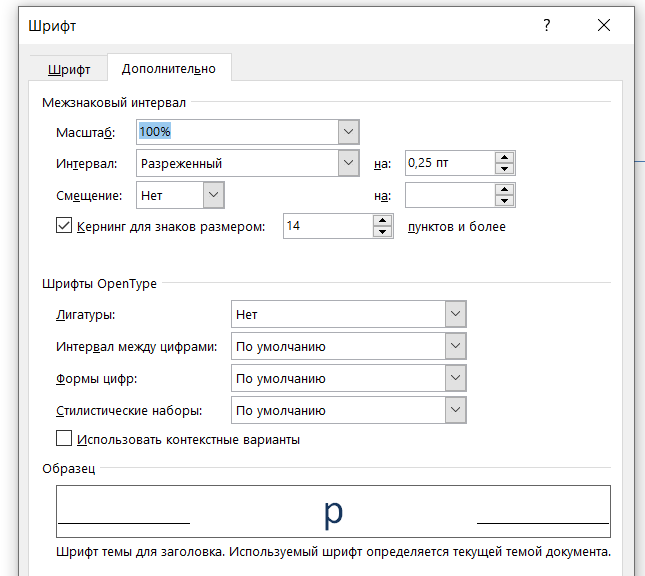 Шрифт ? ×
Шрифт Дополнительно
Межзнаковый интервал
Масштаб: 100%
Интервал: Разреженный на: 0,25 пт
Смещение: Нет на:
Кернинг для знаков размером: 14 пунктов и более
Шрифты OpenType
Лигатуры: Нет
Интервал между цифрами: По умолчанию
Формы цифр: По умолчанию
Стилистические наборы: По умолчанию
Использовать контекстные варианты
Образец
р
Шрифт темы для заголовка. Используемый шрифт определяется текущей темой документа.